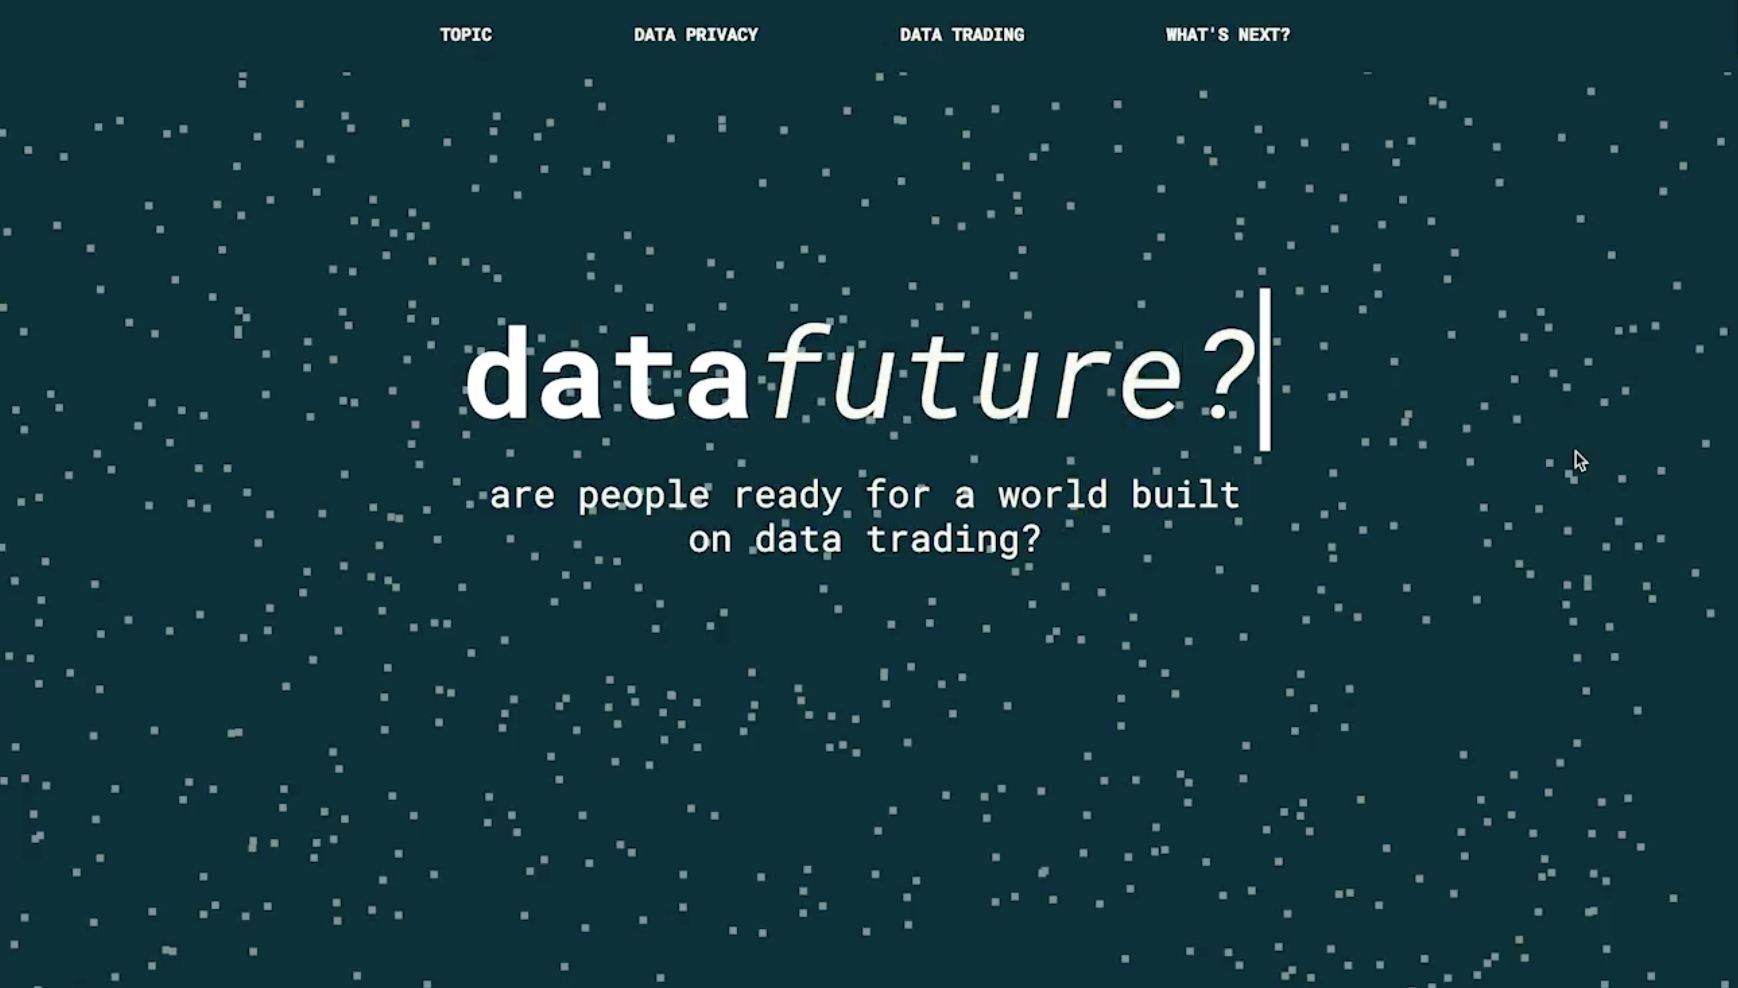 TOPIC DATA PRIVACY DATA TRADING WHAT'S NEXT?
datafuture?
are people ready for a world built
on data trading?